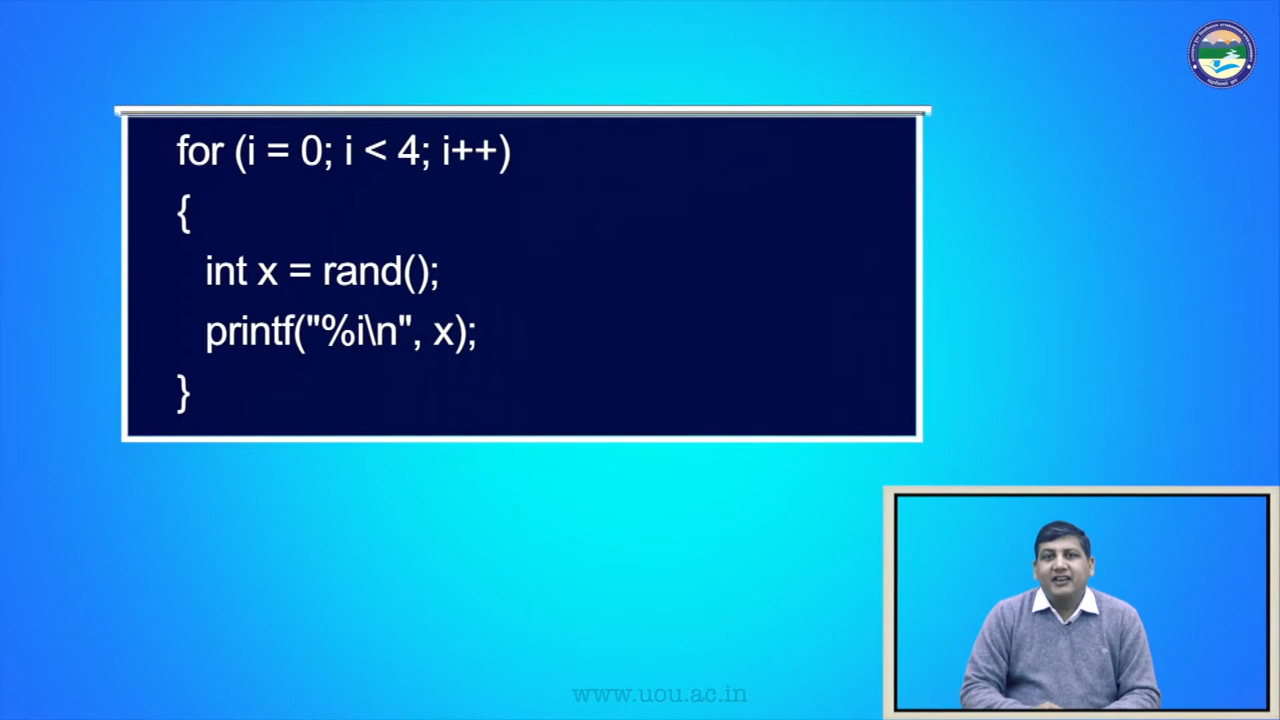 for (i = 0; i < 4; i++)
{
int x = rand();
printf("%i\n", x);
}
www.uou.ac.in